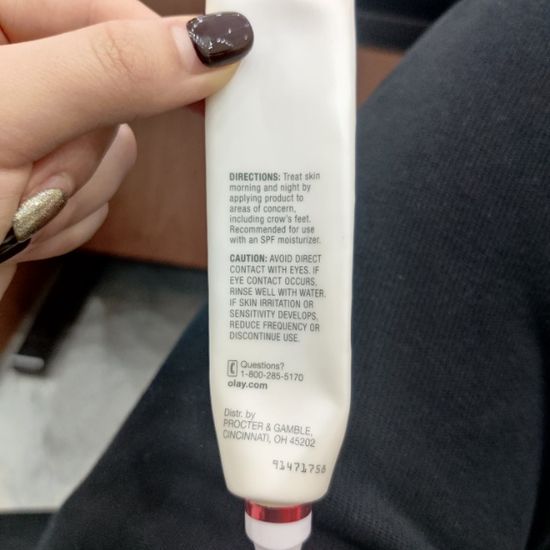 DIRECTIONS: Treat skin
morning and night by
applying product to
areas of concern,
including crow's feet.
Recommended for use
with an SPF moisturizer.
CAUTION: AVOID DIRECT
CONTACT WITH EYES. IF
EYE CONTACT OCCURS,
RINSE WELL WITH WATER.
IF SKIN IRRITATION OR
SENSITIVITY DEVELOPS,
REDUCE FREQUENCY OR
DISCONTINUE USE.
Questions?
1-800-285-5170
olay.com
Distr. by
PROCTER & GAMBLE,
CINCINNATI, OH 45202